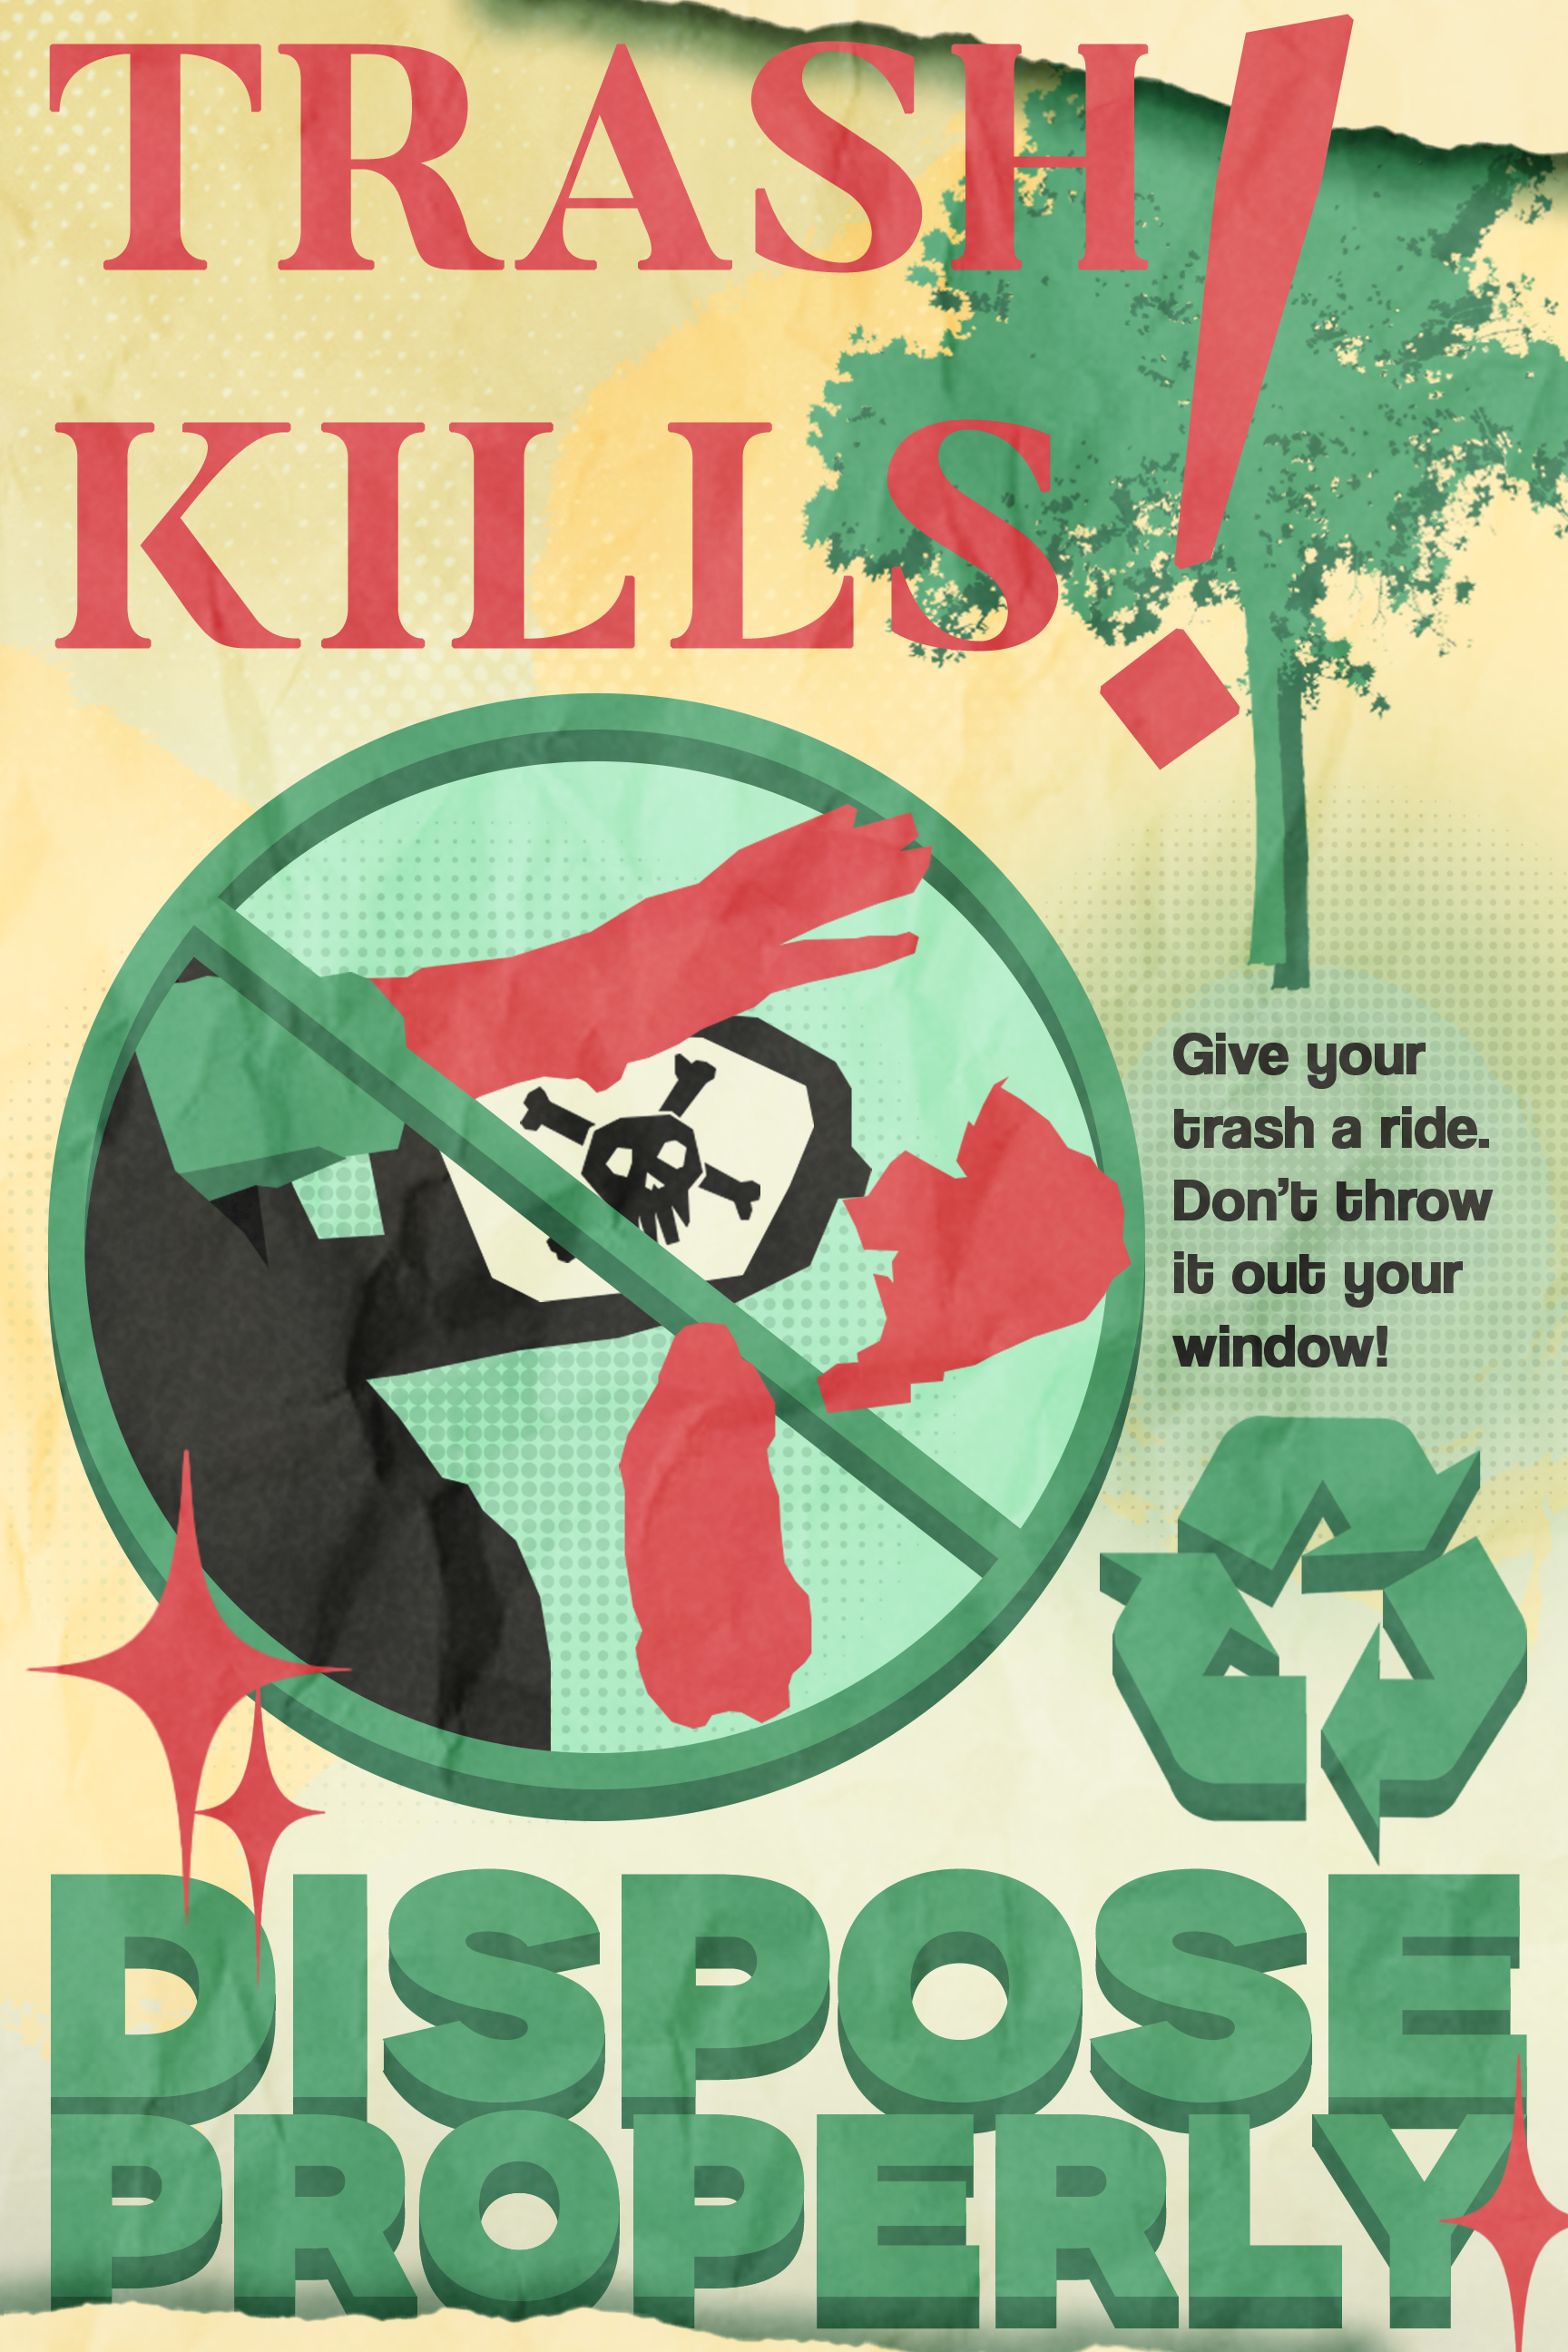 TRASH
KILLS!
Give your
trash a ride.
Don't throw
it out your
window!
DISPOSE
PROPERLY